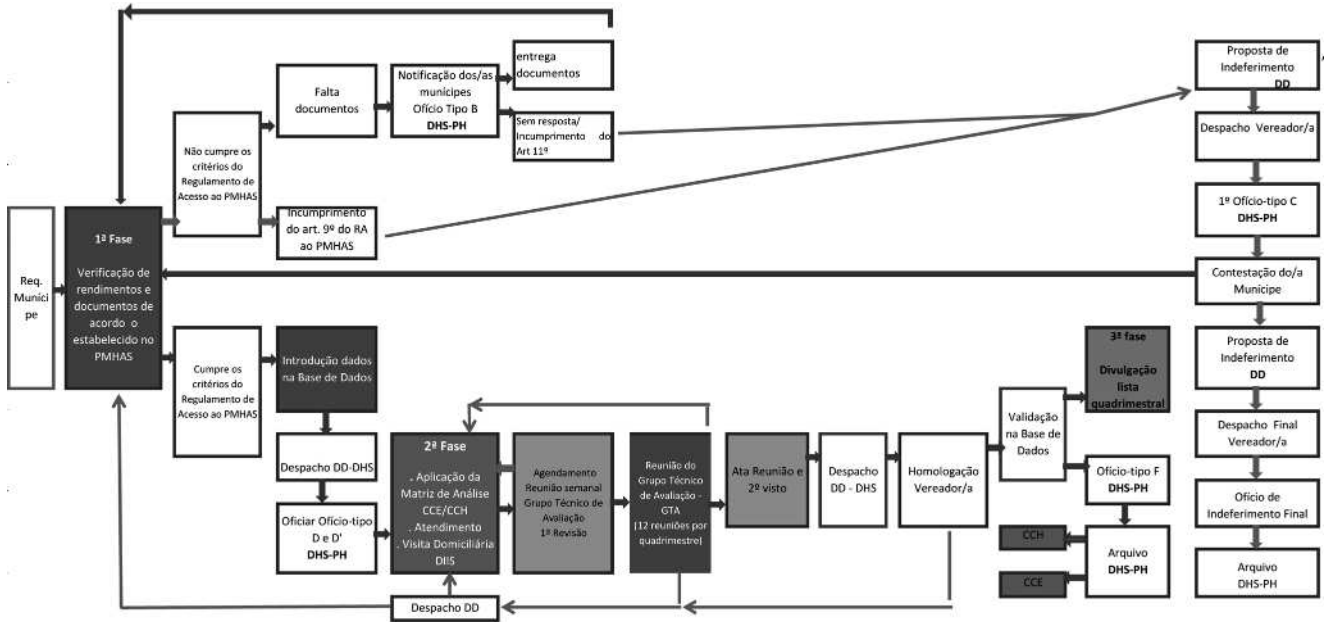 Req.
Munici
pe
1ª Fase
Verificação de
rendimentos e
documentos de
acordo o
estabelecido no
PMHAS
Não cumpre os
critérios do
Regulamento de
Acesso ao PMHAS
Falta
documentos
Notificação dos/as
munícipes
Ofício Tipo B
DHS-PH
entrega
documentos
Sem resposta/
Incumprimento do
Art 11º
Incumprimento
do art. 9º do RA
ao PMHAS
Cumpre os
critérios do
Regulamento de
Acesso ao PMHAS
Introdução dados
na Base de Dados
Despacho DD-DHS
Oficiar Ofício-tipo
D e D'
DHS-PH
2ª Fase
. Aplicação da
Matriz de Análise
CCE/CCH
. Atendimento
. Visita Domiciliária
DIIS
Despacho DD
Agendamento
Reunião semanal
Grupo Técnico de
Avaliação
1ª Revisão
Reunião do
Grupo Técnico
de Avaliação -
GTA
(12 reuniões por
quadrimestre)
Ata Reunião e
2º visto
Despacho
DD - DHS
Homologação
Vereador/a
Validação
na Base de
Dados
3ª fase
Divulgação
lista
quadrimestral
Ofício-tipo F
DHS-PH
Arquivo
DHS-PH
CCH
CCE
Proposta de
Indeferimento
DD
Despacho Vereador/a
1º Ofício-tipo C
DHS-PH
Contestação do/a
Munícipe
Proposta de
Indeferimento
DD
Despacho Final
Vereador/a
Ofício de
Indeferimento Final
Arquivo
DHS-PH